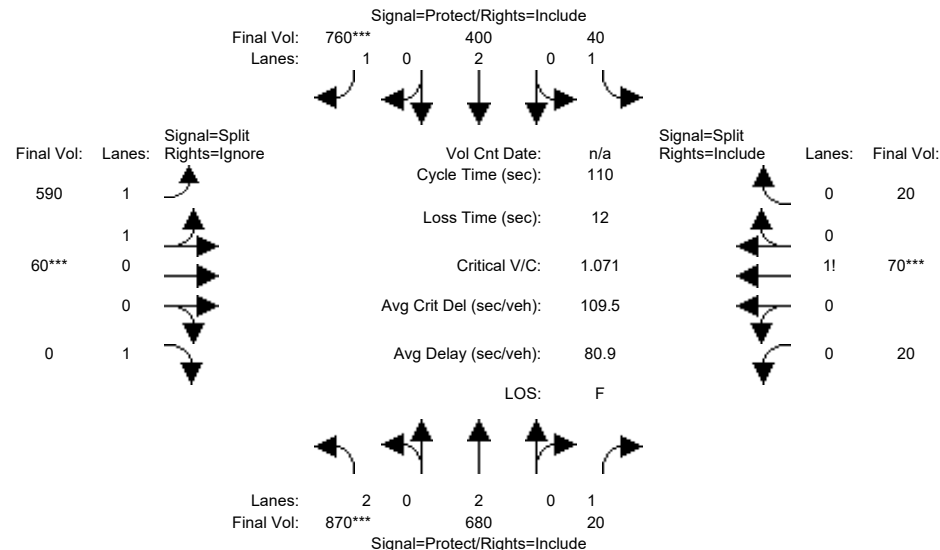 Signal=Protect/Rights=Include
Final Vol: 760*** 400 40
Lanes: 1 0 2 0 1
Signal=Split
Signal=Split
Final Vol: Lanes: Rights=Ignore Vol Cnt Date: n/a Rights=Include Lanes: Final Vol:
Cycle Time (sec): 110
590 1 0 20
Loss Time (sec): 12
1 0
60*** 0 Critical V/C: 1.071 1! 70***
0 Avg Crit Del (sec/veh): 109.5 0
0 1 Avg Delay (sec/veh): 80.9 0 20
LOS: F
Lanes: 2 0 2 0 1
Final Vol: 870*** 680 20
Signal=Protect/Rights=Include